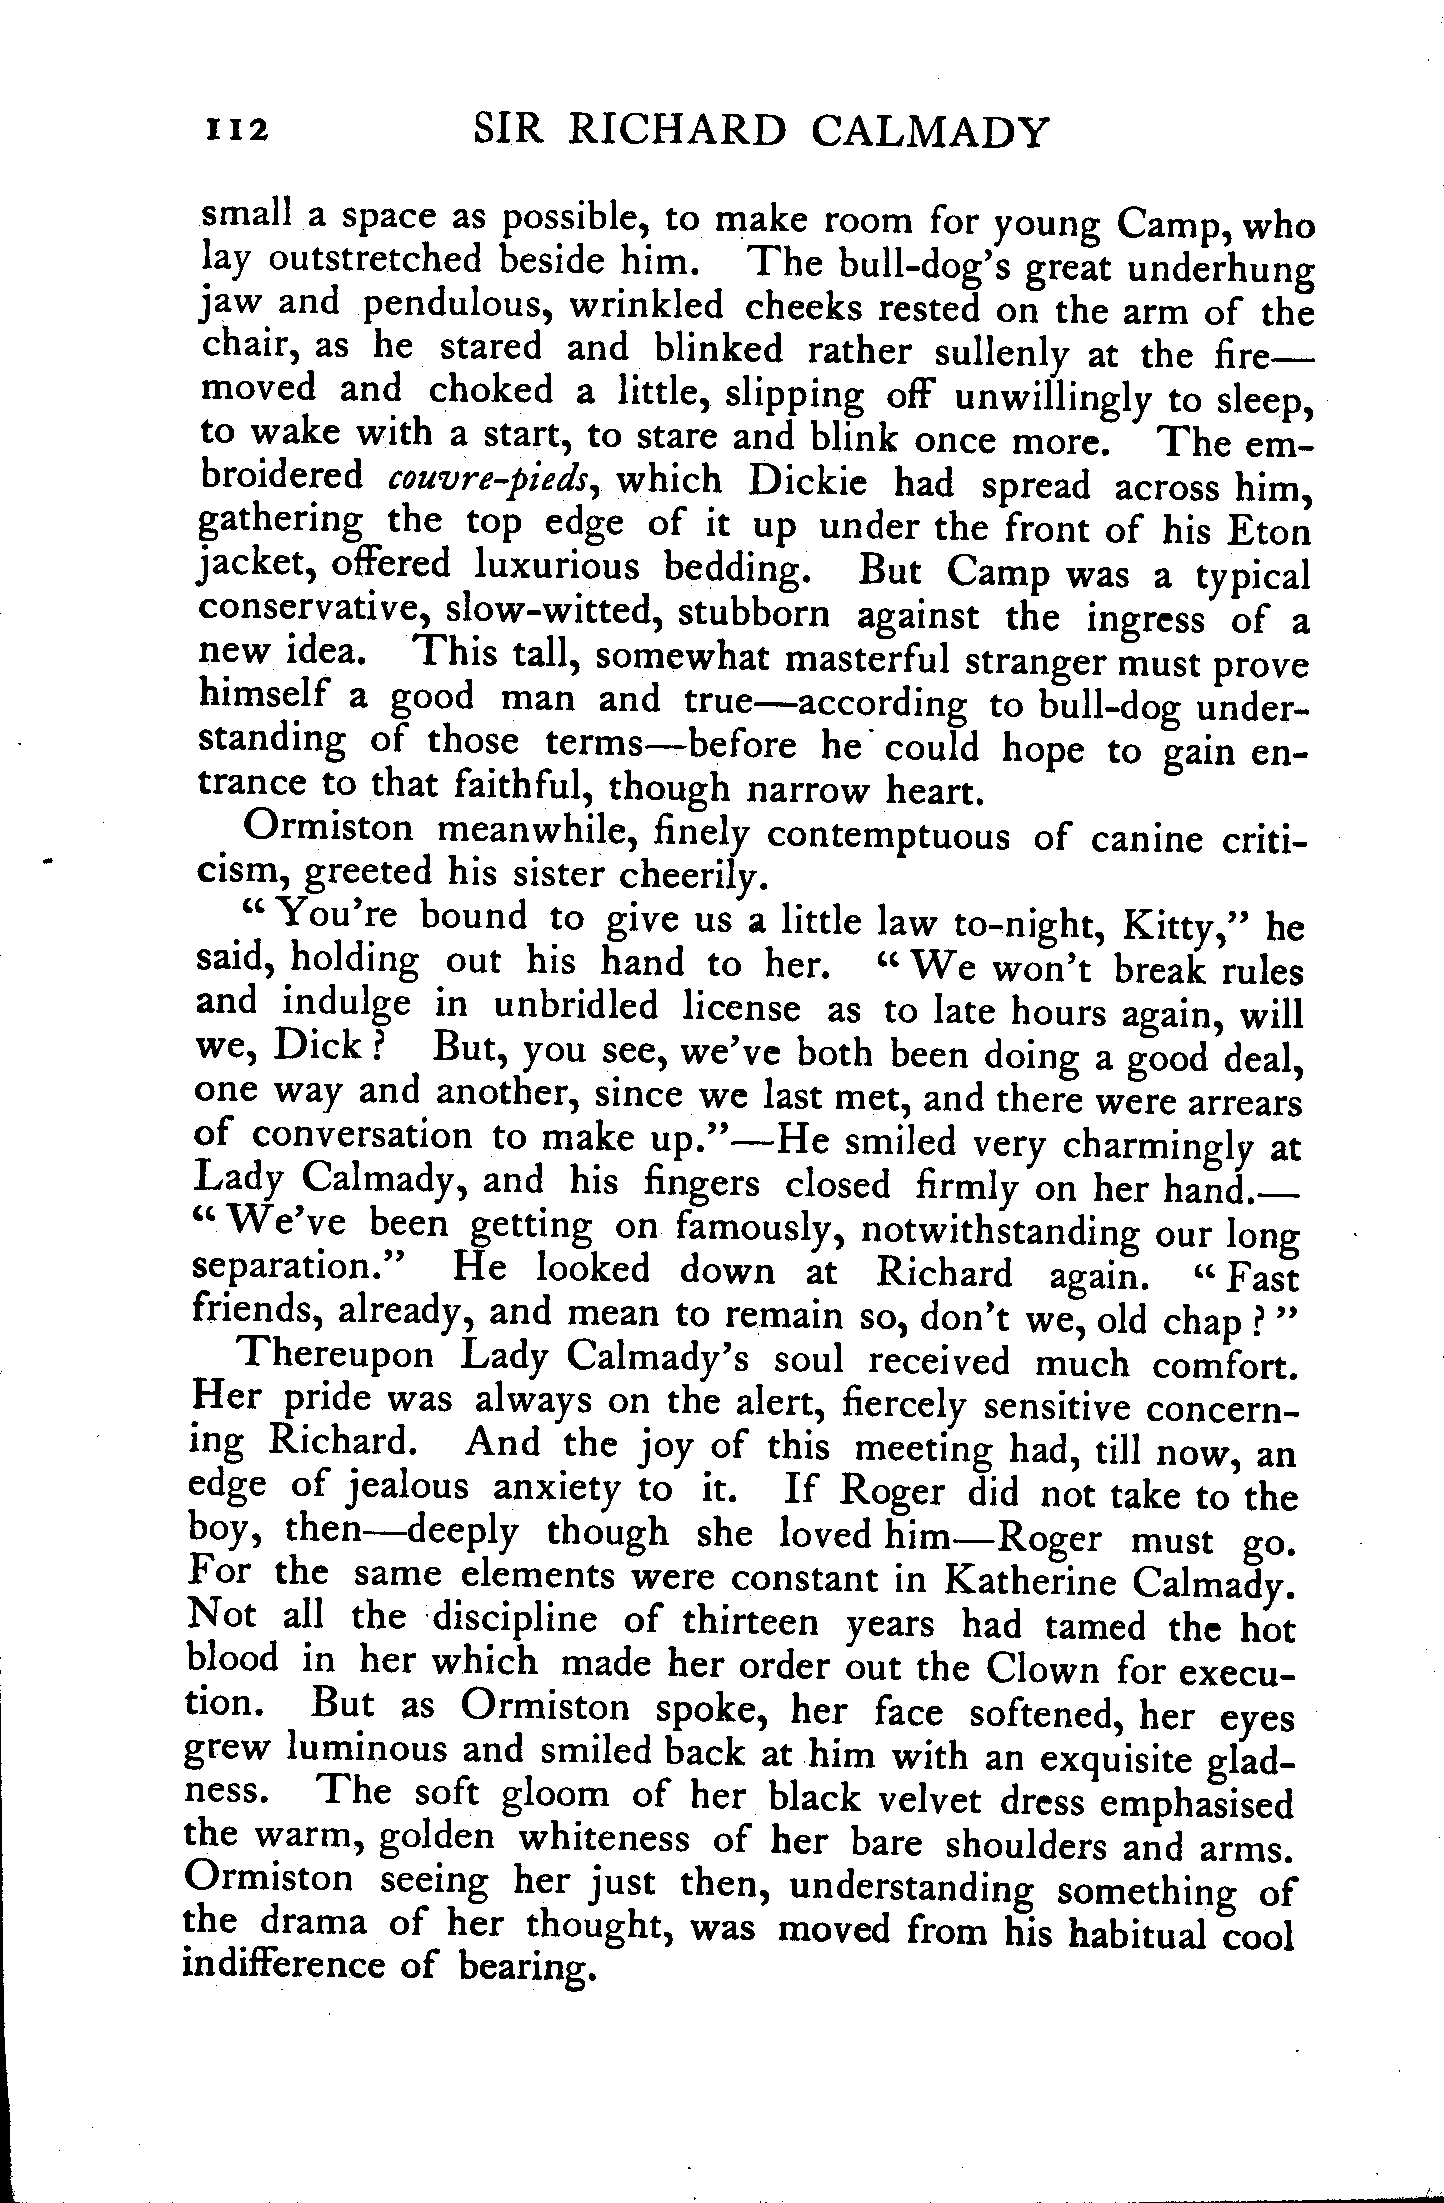 112 SIR RICHARD CALMADY
small a space as possible, to make room for young Camp, who
lay outstretched beside him. The bull-dog's great underhung
jaw and pendulous, wrinkled cheeks rested on the arm of the
chair, as he stared and blinked rather sullenly at the fire—
moved and choked a little, slipping off unwillingly to sleep,
to wake with a start, to stare and blink once more. The em-
broidered couvre-pieds, which Dickie had spread across him,
gathering the top edge of it up under the front of his Eton
jacket, offered luxurious bedding. But Camp was a typical
conservative, slow-witted, stubborn against the ingress of a
new idea. This tall, somewhat masterful stranger must prove
himself a good man and true—according to bull-dog under-
standing of those terms—before he could hope to gain en-
trance to that faithful, though narrow heart.
Ormiston meanwhile, finely contemptuous of canine criti-
cism, greeted his sister cheerily.
“You're bound to give us a little law to-night, Kitty,” he
said, holding out his hand to her. “We won't break rules
and indulge in unbridled license as to late hours again, will
we, Dick? But, you see, we've both been doing a good deal,
one way and another, since we last met, and there were arrears
of conversation to make up.”—He smiled very charmingly at
Lady Calmady, and his fingers closed firmly on her hand.—
“We've been getting on famously, notwithstanding our long
separation.” He looked down at Richard again. “Fast
friends, already, and mean to remain so, don't we, old chap?”
Thereupon Lady Calmady's soul received much comfort.
Her pride was always on the alert, fiercely sensitive concern-
ing Richard. And the joy of this meeting had, till now, an
edge of jealous anxiety to it. If Roger did not take to the
boy, then—deeply though she loved him—Roger must go.
For the same elements were constant in Katherine Calmady.
Not all the discipline of thirteen years had tamed the hot
blood in her which made her order out the Clown for execu-
tion. But as Ormiston spoke, her face softened, her eyes
grew luminous and smiled back at him with an exquisite glad-
ness. The soft gloom of her black velvet dress emphasised
the warm, golden whiteness of her bare shoulders and arms.
Ormiston seeing her just then, understanding something of
the drama of her thought, was moved from his habitual cool
indifference of bearing.